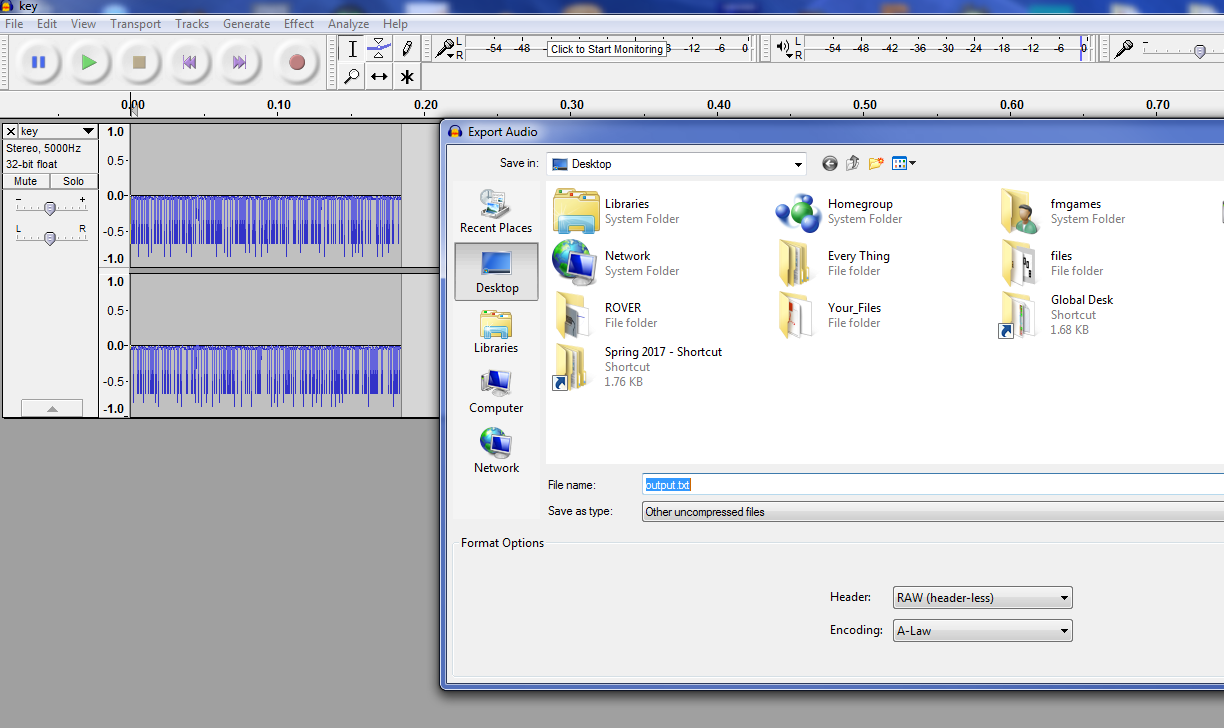 key
File Edit View Transport Tracks Generate Effect Analyze Help
L
R
-54 -48 Click to Start Monitoring 8 -12 -6 0
L
R
-54 -48 -42 -36 -30 -24 -18 -12 -6 0
- 
0.00 0.10 0.20 0.30 0.40 0.50 0.60 0.70
key
Stereo, 5000Hz
32-bit float
Mute Solo
- +
L R
1.0
0.5-
0.0-
-0.5-
-1.0
1.0
0.5-
0.0-
-0.5-
-1.0
Export Audio
Save in: Desktop
Recent Places
Desktop
Libraries
Computer
Network
Libraries
System Folder
Homegroup
System Folder
fmgames
System Folder
Network
System Folder
Every Thing
File folder
files
File folder
ROVER
File folder
Your_Files
File folder
Global Desk
Shortcut
1.68 KB
Spring 2017 - Shortcut
Shortcut
1.76 KB
File name: output.txt
Save as type: Other uncompressed files
Format Options
Header: RAW (header-less)
Encoding: A-Law